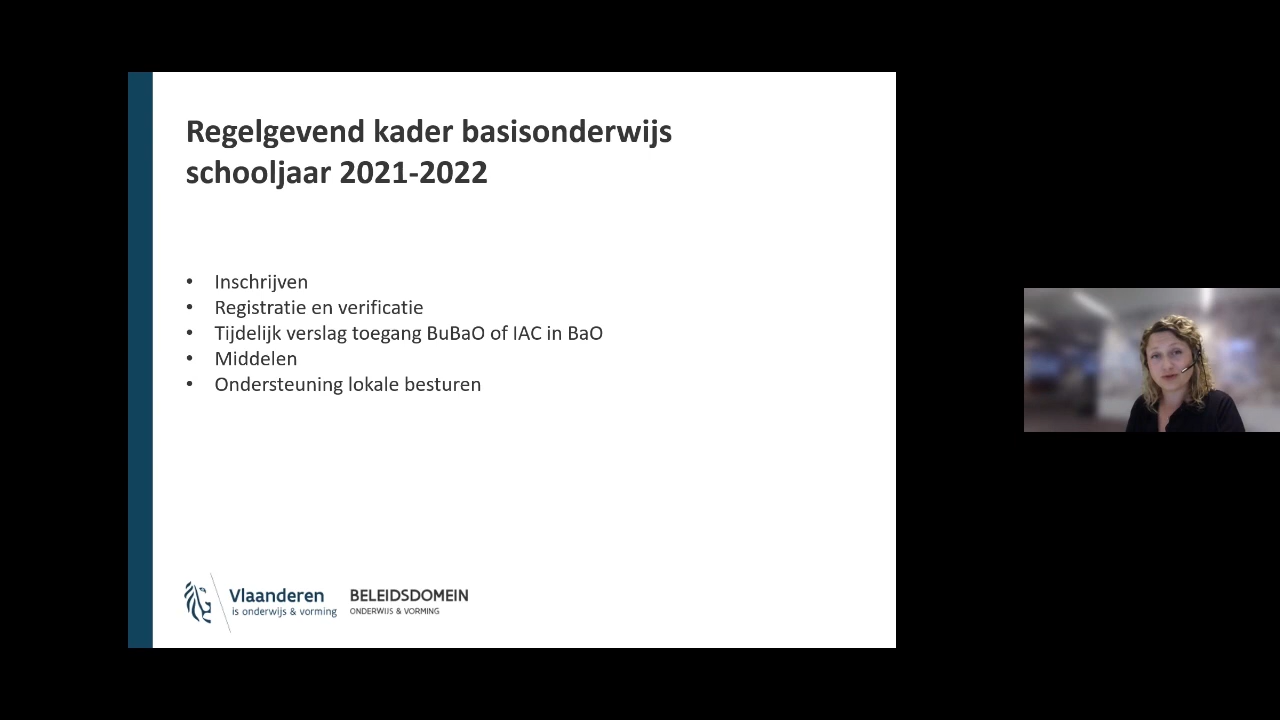 Regelgevend kader basisonderwijs
schooljaar 2021-2022
• Inschrijven
• Registratie en verificatie
• Tijdelijk verslag toegang BuBaO of IAC in BaO
• Middelen
• Ondersteuning lokale besturen
Vlaanderen
is onderwijs & vorming
BELEIDSDOMEIN
ONDERWIJS & VORMING